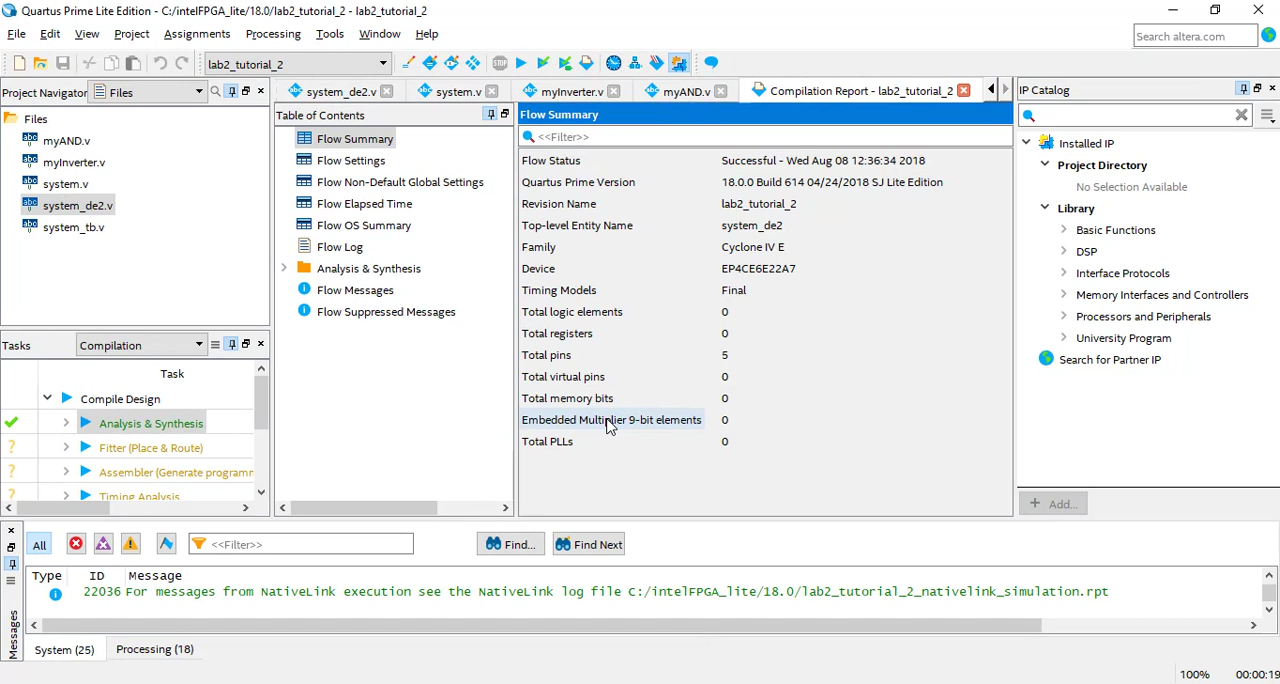 Quartus Prime Lite Edition - C:/intelFPGA_lite/18.0/lab2_tutorial_2 - lab2_tutorial_2
File Edit View Project Assignments Processing Tools Window Help
Search altera.com
lab2_tutorial_2
STOP
Project Navigator Files
system_de2.v system.v myInverter.v myAND.v Compilation Report - lab2_tutorial_2
IP Catalog
Files
myAND.v
myInverter.v
system.v
system_de2.v
system_tb.v
Table of Contents
Flow Summary
Flow Settings
Flow Non-Default Global Settings
Flow Elapsed Time
Flow OS Summary
Flow Log
Analysis & Synthesis
Flow Messages
Flow Suppressed Messages
Flow Summary
<<Filter>>
Flow Status Successful - Wed Aug 08 12:36:34 2018
Quartus Prime Version 18.0.0 Build 614 04/24/2018 SJ Lite Edition
Revision Name lab2_tutorial_2
Top-level Entity Name system_de2
Family Cyclone IV E
Device EP4CE6E22A7
Timing Models Final
Total logic elements 0
Total registers 0
Total pins 5
Total virtual pins 0
Total memory bits 0
Embedded Multiplier 9-bit elements 0
Total PLLs 0
Installed IP
Project Directory
No Selection Available
Library
Basic Functions
DSP
Interface Protocols
Memory Interfaces and Controllers
Processors and Peripherals
University Program
Search for Partner IP
+ Add...
Tasks Compilation
Task
Compile Design
Analysis & Synthesis
Fitter (Place & Route)
Assembler (Generate programm
Timing Analysis
All <<Filter>> Find... Find Next
Type ID Message
22036 For messages from NativeLink execution see the NativeLink log file C:/intelFPGA_lite/18.0/lab2_tutorial_2_nativelink_simulation.rpt
Messages
System (25) Processing (18)
100% 00:00:19